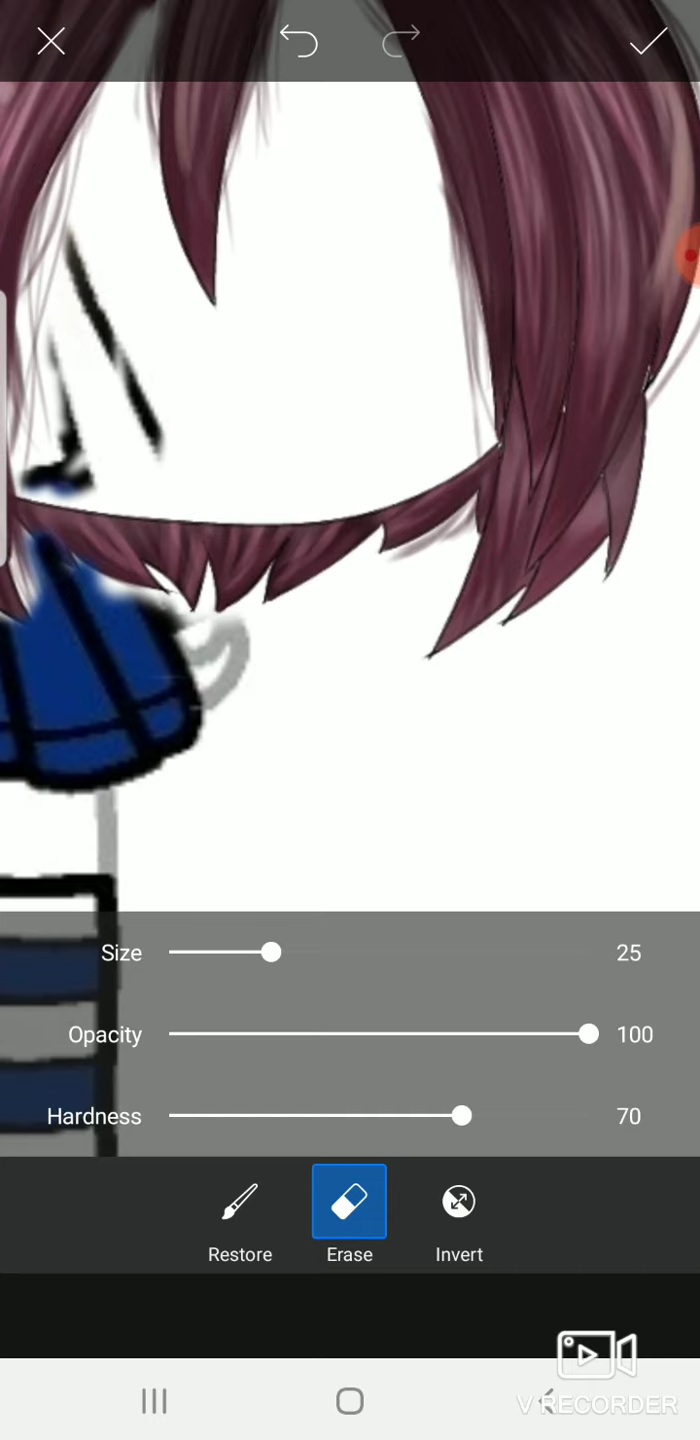 Size 25
Opacity 100
Hardness 70
Restore Erase Invert
V RECORDER